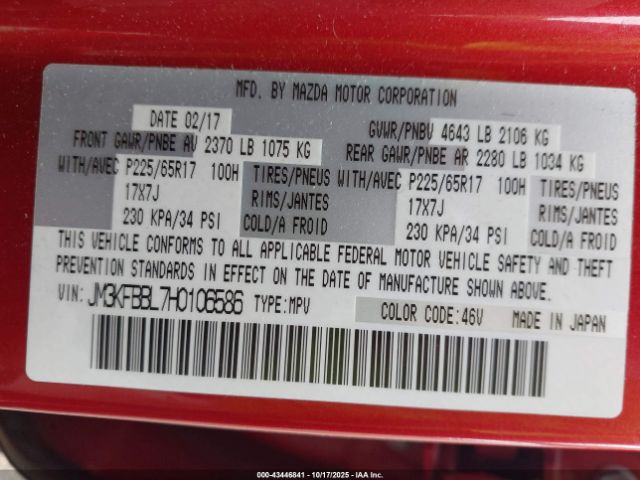 MFD. BY MAZDA MOTOR CORPORATION
DATE 02/17 GVWR/PNBV 4643 LB 2106 KG
FRONT GAWR/PNBE AV 2370 LB 1075 KG REAR GAWR/PNBE AR 2280 LB 1034 KG
WITH/AVEC P225/65R17 100H TIRES/PNEUS WITH/AVEC P225/65R17 100H TIRES/PNEUS
17X7J RIMS/JANTES 17X7J RIMS/JANTES
230 KPA/34 PSI COLD/A FROID 230 KPA/34 PSI COLD/A FROID
THIS VEHICLE CONFORMS TO ALL APPLICABLE FEDERAL MOTOR VEHICLE SAFETY AND THEFT
PREVENTION STANDARDS IN EFFECT ON THE DATE OF MANUFACTURE SHOWN ABOVE.
VIN: JM3KFBBL7H0106586 TYPE:MPV COLOR CODE:46V MADE IN JAPAN
000-43446841 - 10/17/2025 - IAA Inc.